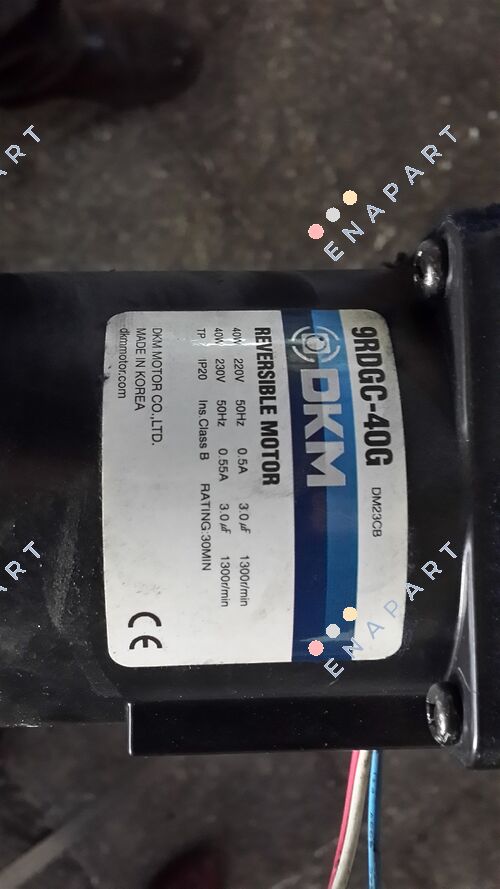 9RDGC-40G
DM23CB
DKM
REVERSIBLE MOTOR
40W 220V 50Hz 0.5A 3.0㎌ 1300r/min
40W 230V 50Hz 0.55A 3.0㎌ 1300r/min
TP IP20 Ins.Class B RATING:30MIN
DKM MOTOR CO.,LTD.
MADE IN KOREA
dkmmotor.com
CE
ENAPART
ENAPART
PART
PART